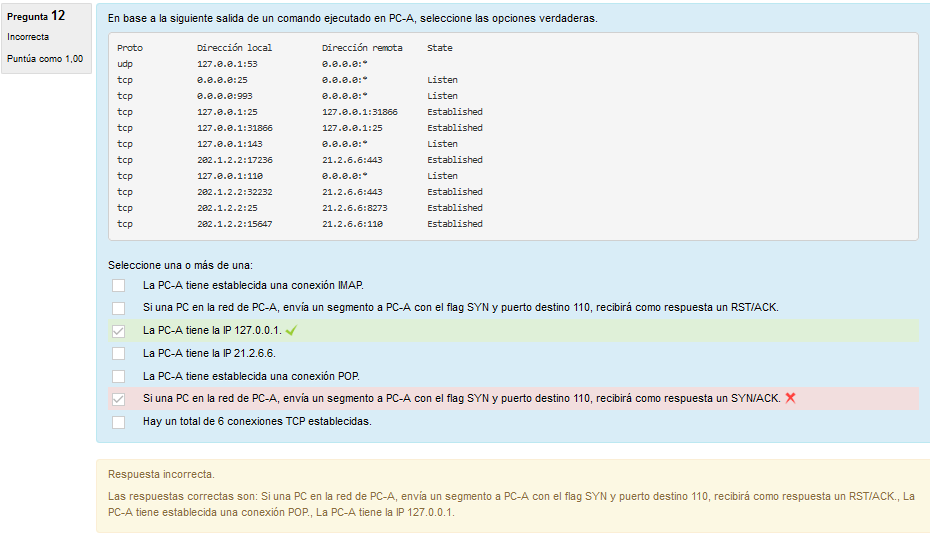 Pregunta 12
Incorrecta
Puntúa como 1,00
En base a la siguiente salida de un comando ejecutado en PC-A, seleccione las opciones verdaderas.
Proto Dirección local Dirección remota State
udp 127.0.0.1:53 0.0.0.0:*
tcp 0.0.0.0:25 0.0.0.0:* Listen
tcp 0.0.0.0:993 0.0.0.0:* Listen
tcp 127.0.0.1:25 127.0.0.1:31866 Established
tcp 127.0.0.1:31866 127.0.0.1:25 Established
tcp 127.0.0.1:143 0.0.0.0:* Listen
tcp 202.1.2.2:17236 21.2.6.6:443 Established
tcp 127.0.0.1:110 0.0.0.0:* Listen
tcp 202.1.2.2:32232 21.2.6.6:443 Established
tcp 202.1.2.2:25 21.2.6.6:8273 Established
tcp 202.1.2.2:15647 21.2.6.6:110 Established
Seleccione una o más de una:
La PC-A tiene establecida una conexión IMAP.
Si una PC en la red de PC-A, envía un segmento a PC-A con el flag SYN y puerto destino 110, recibirá como respuesta un RST/ACK.
La PC-A tiene la IP 127.0.0.1.
La PC-A tiene la IP 21.2.6.6.
La PC-A tiene establecida una conexión POP.
Si una PC en la red de PC-A, envía un segmento a PC-A con el flag SYN y puerto destino 110, recibirá como respuesta un SYN/ACK.
Hay un total de 6 conexiones TCP establecidas.
Respuesta incorrecta.
Las respuestas correctas son: Si una PC en la red de PC-A, envía un segmento a PC-A con el flag SYN y puerto destino 110, recibirá como respuesta un RST/ACK., La
PC-A tiene establecida una conexión POP., La PC-A tiene la IP 127.0.0.1.